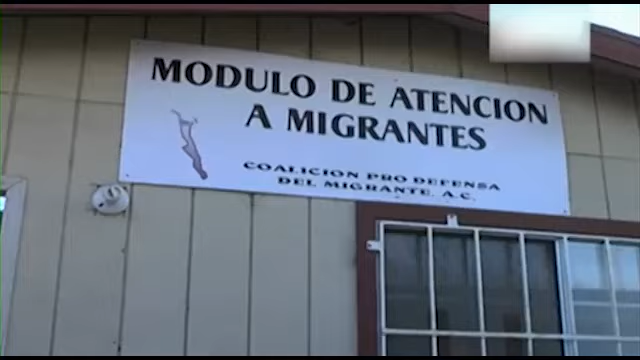 MODULO DE ATENCION
A MIGRANTES
COALICION PRO DEFENSA
DEL MIGRANTE, A.C.